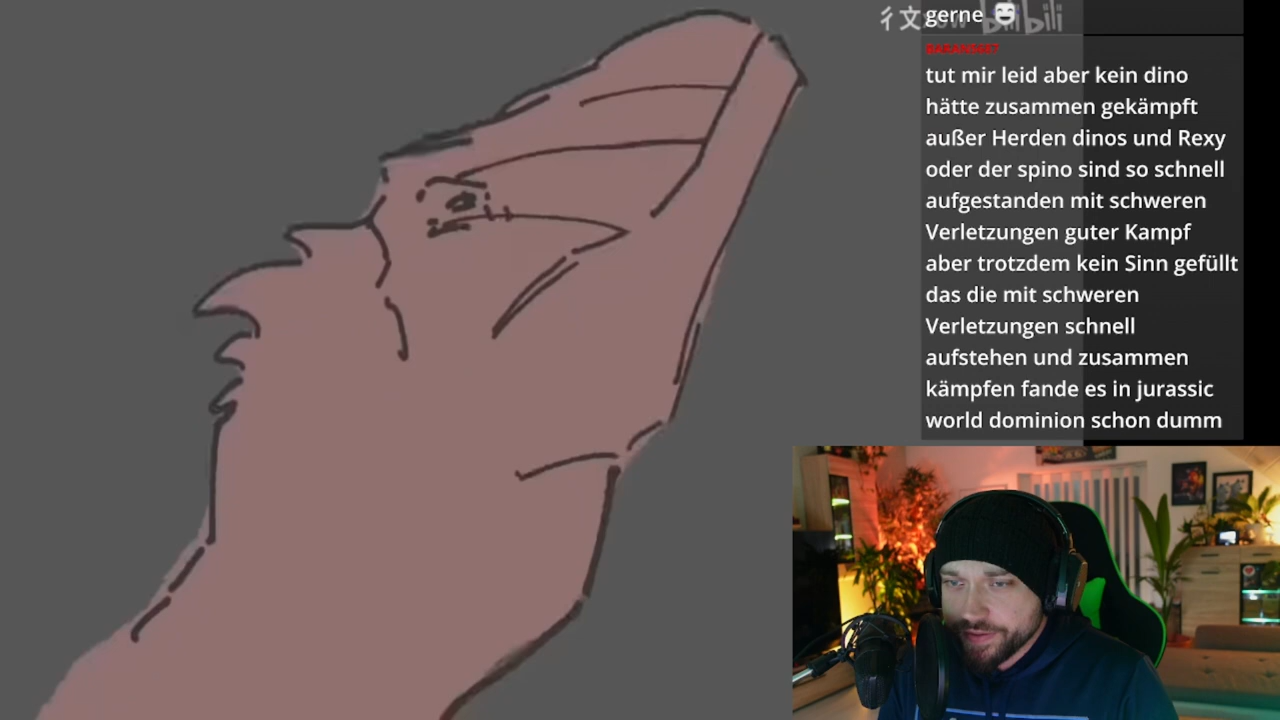 gerne
bilibili
tut mir leid aber kein dino
hätte zusammen gekämpft
außer Herden dinos und Rexy
oder der spino sind so schnell
aufgestanden mit schweren
Verletzungen guter Kampf
aber trotzdem kein Sinn gefüllt
das die mit schweren
Verletzungen schnell
aufstehen und zusammen
kämpfen fande es in jurassic
world dominion schon dumm